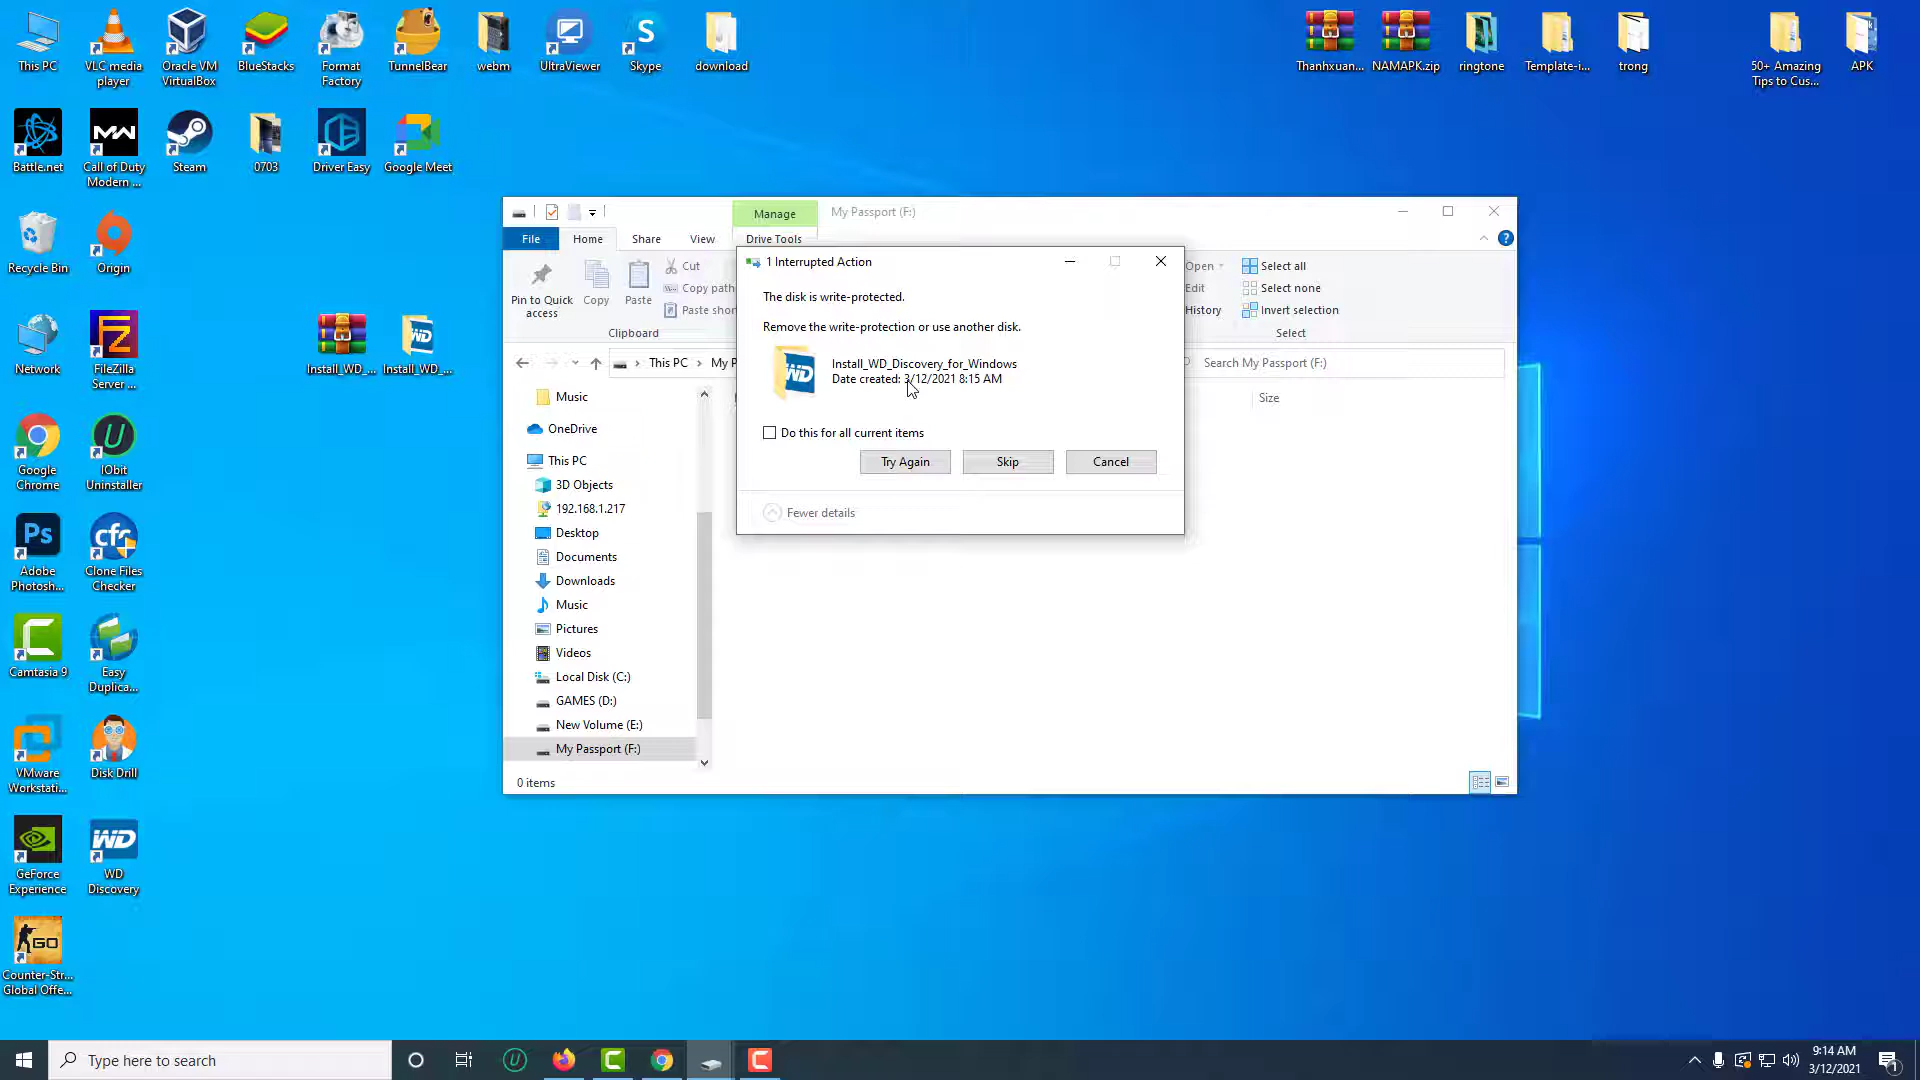 This PC
VLC media
player
Oracle VM
VirtualBox
BlueStacks
Format
Factory
TunnelBear
webm
UltraViewer
S
Skype
download
Thanhxuan...
NAMAPK.zip
ringtone
Template-i...
trong
50+ Amazing
Tips to Cus...
APK
Battle.net
MW
Call of Duty
Modern ...
Steam
0703
Driver Easy
Google Meet
Recycle Bin
Origin
Network
FileZilla
Server ...
Install_WD_...
WD
Install_WD_...
Google
Chrome
IObit
Uninstaller
Ps
Adobe
Photosh...
cfc
Clone Files
Checker
Camtasia 9
Easy
Duplica...
VMware
Workstati...
Disk Drill
GeForce
Experience
WD
WD
Discovery
GO
Counter-Str...
Global Offe...
Manage
My Passport (F:)
File
Home
Share
View
Drive Tools
Pin to Quick
access
Copy
Paste
Cut
Copy path
Paste shor
Clipboard
Open
Edit
History
Select all
Select none
Invert selection
Select
This PC
My P
Search My Passport (F:)
Size
Music
OneDrive
This PC
3D Objects
192.168.1.217
Desktop
Documents
Downloads
Music
Pictures
Videos
Local Disk (C:)
GAMES (D:)
New Volume (E:)
My Passport (F:)
0 items
1 Interrupted Action
The disk is write-protected.
Remove the write-protection or use another disk.
WD
Install_WD_Discovery_for_Windows
Date created: 3/12/2021 8:15 AM
Do this for all current items
Try Again
Skip
Cancel
Fewer details
Type here to search
9:14 AM
3/12/2021
1